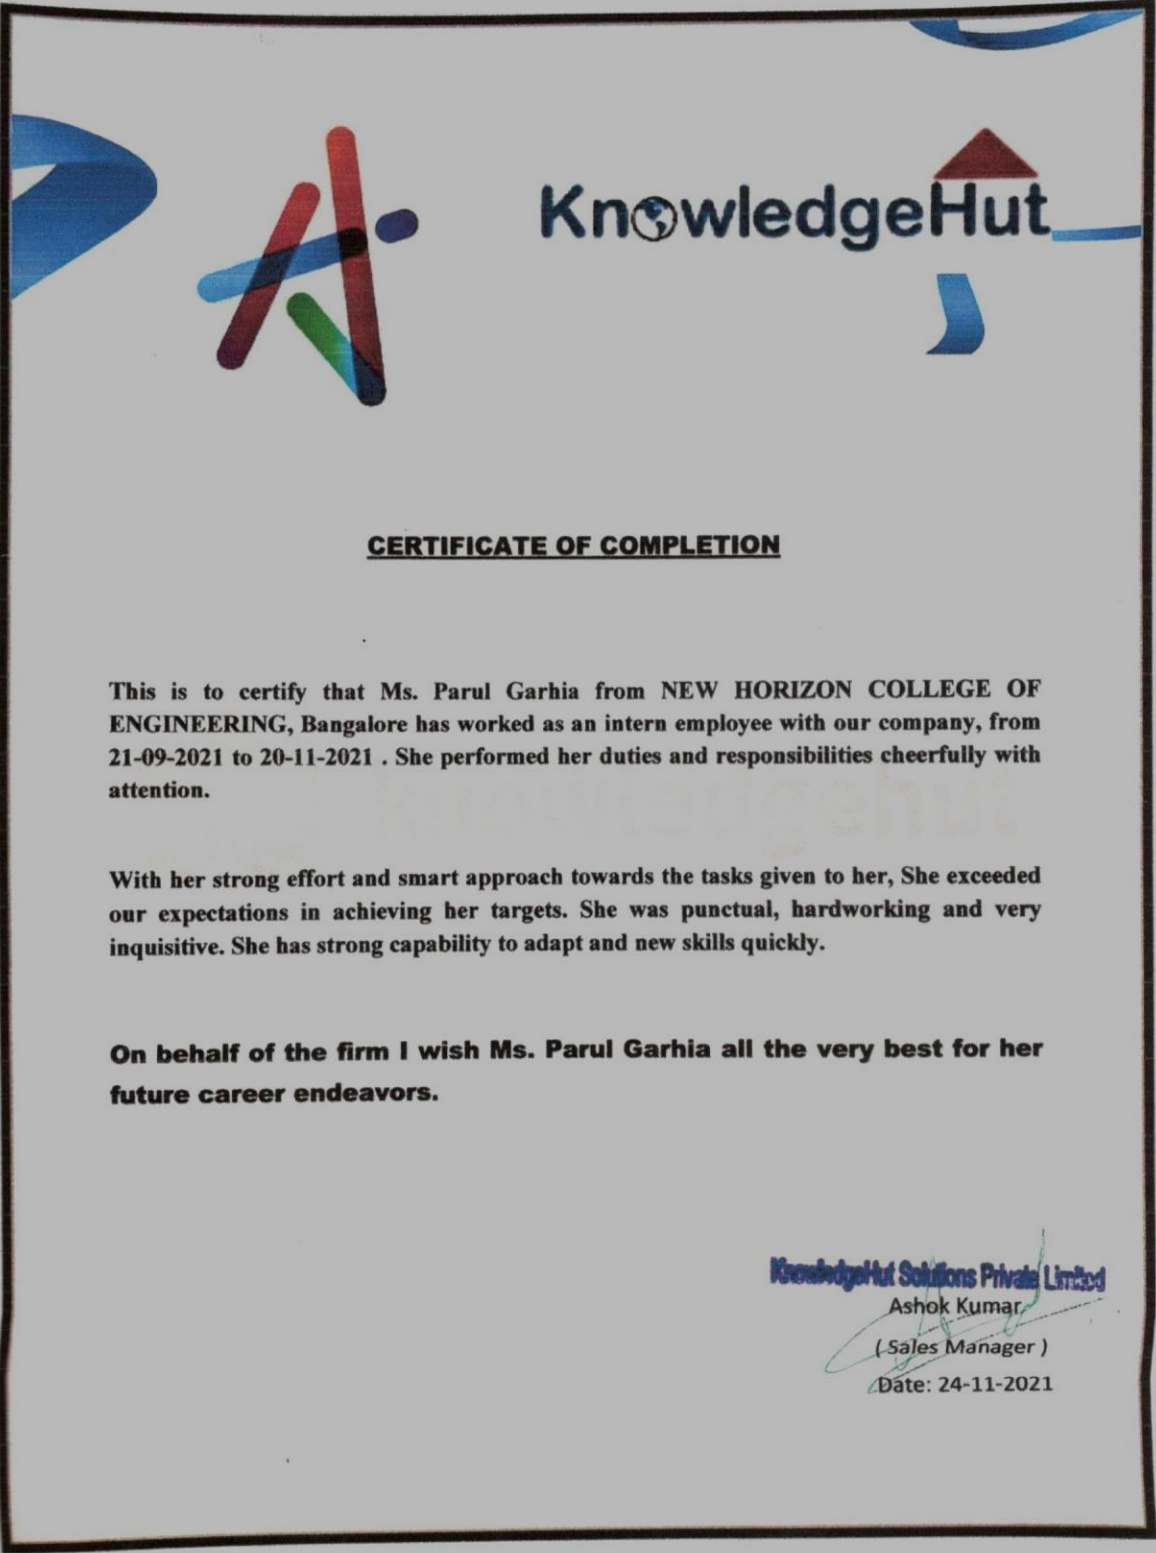 KnowledgeHut
CERTIFICATE OF COMPLETION
This is to certify that Ms. Parul Garhia from NEW HORIZON COLLEGE OF
ENGINEERING, Bangalore has worked as an intern employee with our company, from
21-09-2021 to 20-11-2021 . She performed her duties and responsibilities cheerfully with
attention.
With her strong effort and smart approach towards the tasks given to her, She exceeded
our expectations in achieving her targets. She was punctual, hardworking and very
inquisitive. She has strong capability to adapt and new skills quickly.
On behalf of the firm I wish Ms. Parul Garhia all the very best for her
future career endeavors.
KnowledgeHut Solutions Private Limited
Ashok Kumar
( Sales Manager )
Date: 24-11-2021